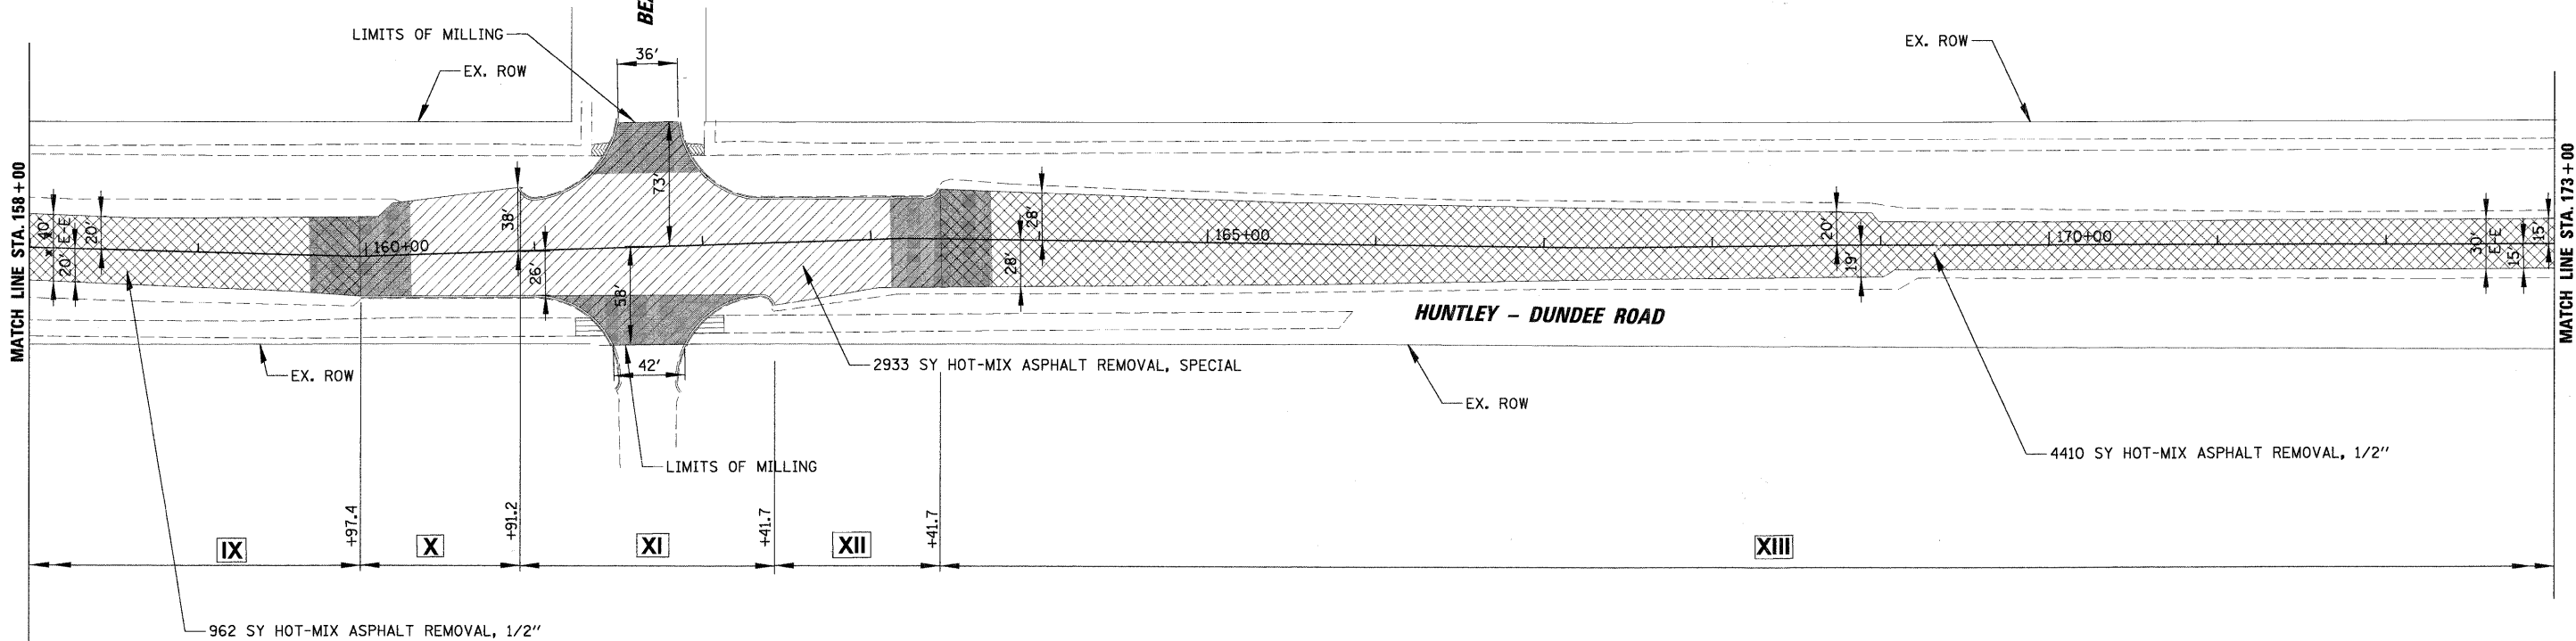 LIMITS OF MILLING
EX. ROW
36'
EX. ROW
MATCH LINE STA. 158+00
MATCH LINE STA. 173+00
40'
E-E
20'
20'
38'
73'
160+00
26'
58'
28'
28'
165+00
20'
19'
170+00
30'
E-E
15'
15'
HUNTLEY - DUNDEE ROAD
EX. ROW
42'
2933 SY HOT-MIX ASPHALT REMOVAL, SPECIAL
EX. ROW
LIMITS OF MILLING
4410 SY HOT-MIX ASPHALT REMOVAL, 1/2"
+97.4
+91.2
+41.7
+41.7
IX
X
XI
XII
XIII
962 SY HOT-MIX ASPHALT REMOVAL, 1/2"